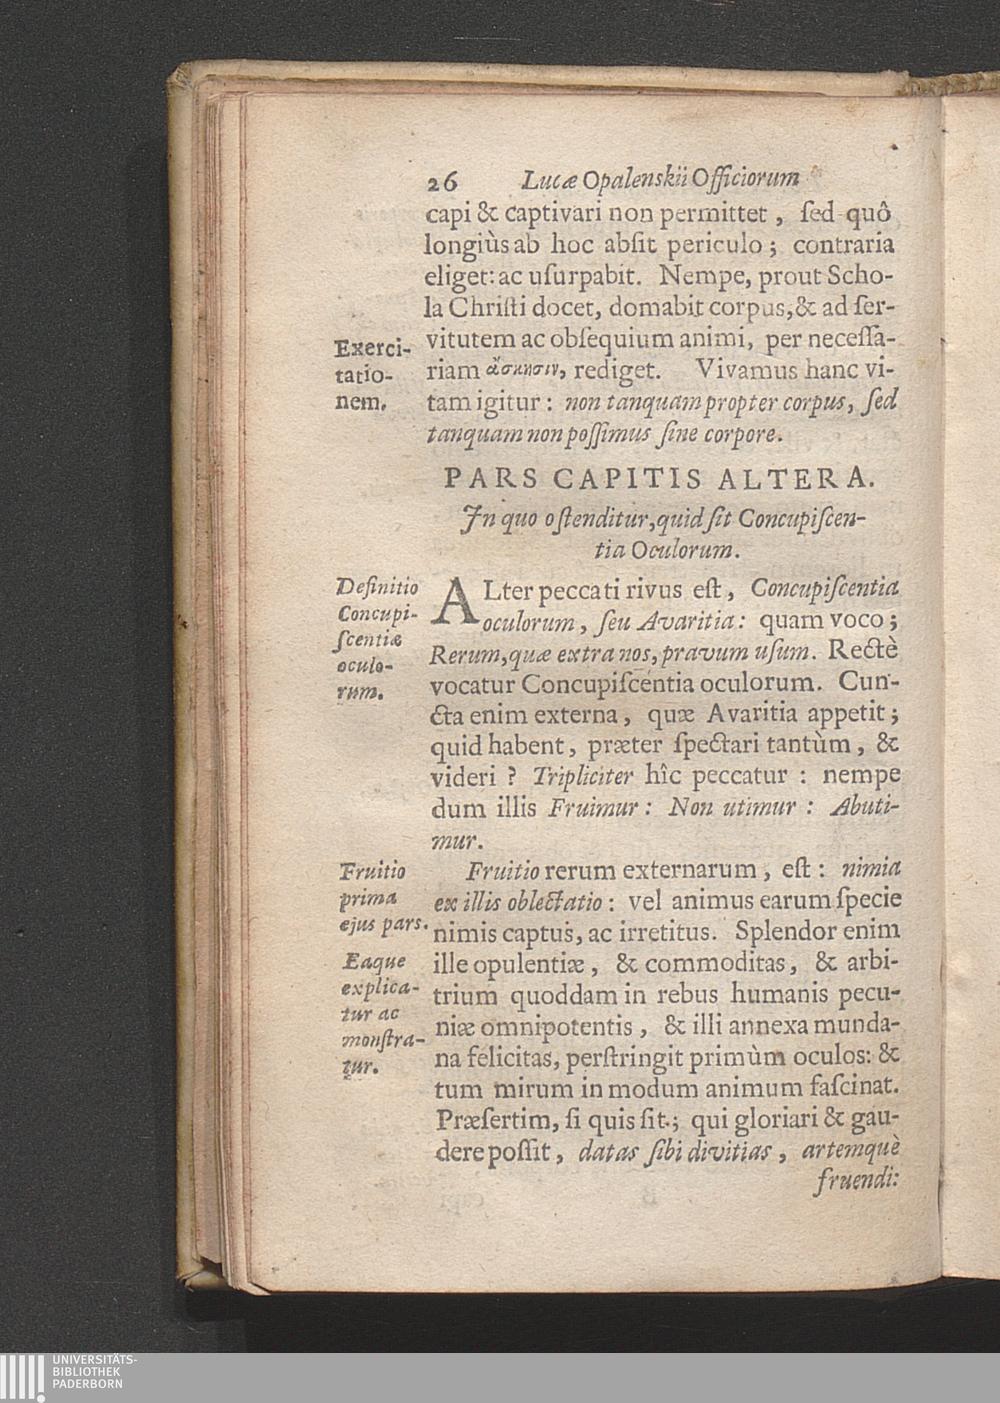 26 Lucæ Opalenskii Officiorum
capi & captivari non permittet, ſed quô
longiùs ab hoc abſit periculo; contraria
eliget: ac uſurpabit. Nempe, prout Scho-
la Chriſti docet, domabit corpus, & ad ſer-
vitutem ac obſequium animi, per neceſſa-
riam ἄσκησιν, rediget. Vivamus hanc vi-
tam igitur: non tanquam propter corpus, ſed
tanquam non poſſimus ſine corpore.
Exerci-
tatio-
nem.
PARS CAPITIS ALTERA.
In quo oſtenditur, quid ſit Concupiſcen-
tia Oculorum.
Definitio
Concupi-
ſcentiæ
oculo-
rum.
ALter peccati rivus eſt, Concupiſcentia
oculorum, ſeu Avaritia: quam voco;
Rerum, quæ extra nos, pravum uſum. Rectè
vocatur Concupiſcentia oculorum. Cun-
cta enim externa, quæ Avaritia appetit;
quid habent, præter ſpectari tantùm, &
videri? Tripliciter hîc peccatur: nempe
dum illis Fruimur: Non utimur: Abuti-
mur.
Fruitio
prima
ejus pars.
Eaque
explica-
tur ac
monſtra-
tur.
Fruitio rerum externarum, eſt: nimia
ex illis oblectatio: vel animus earum ſpecie
nimis captus, ac irretitus. Splendor enim
ille opulentiæ, & commoditas, & arbi-
trium quoddam in rebus humanis pecu-
niæ omnipotentis, & illi annexa munda-
na felicitas, perſtringit primùm oculos: &
tum mirum in modum animum faſcinat.
Præſertim, ſi quis ſit; qui gloriari & gau-
dere poſſit, datas ſibi divitias, artemquè
fruendi:
UNIVERSITÄTS-
BIBLIOTHEK
PADERBORN